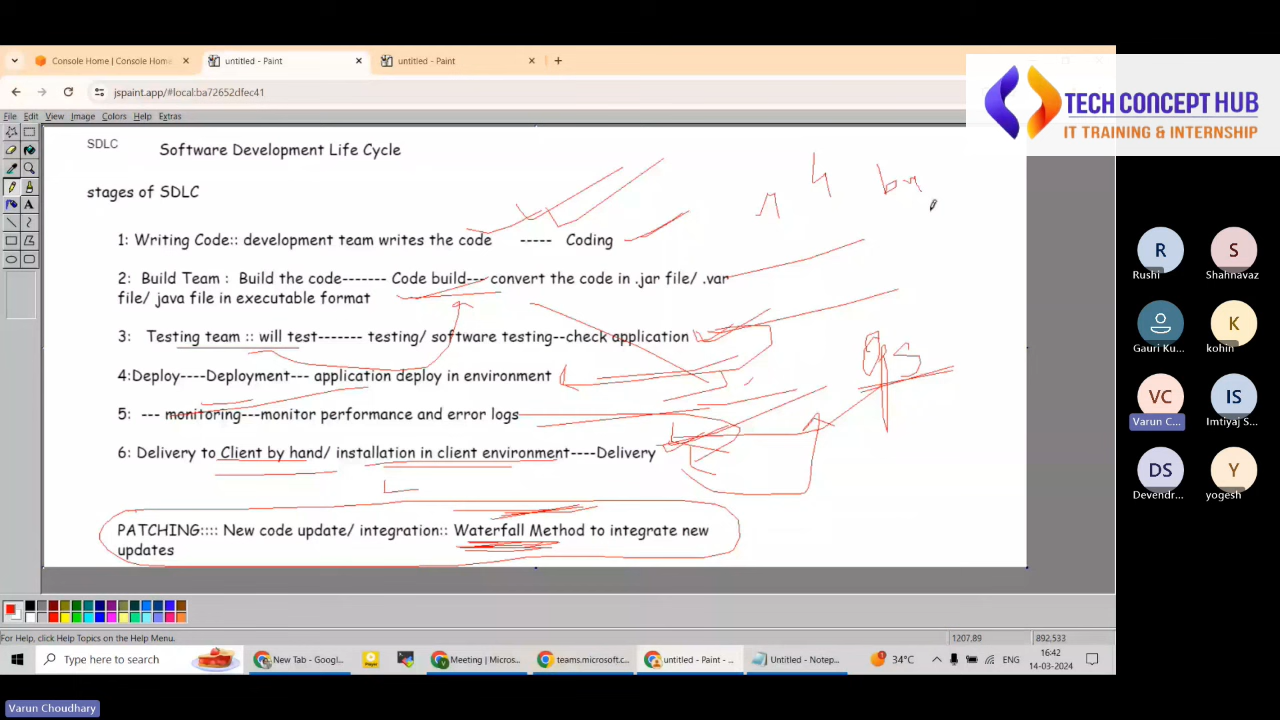 Console Home | Console Hom
untitled - Paint
untitled - Paint
jspaint.app/#local:ba72652dfec41
TECH CONCEPT HUB
IT TRAINING & INTERNSHIP
File Edit View Image Colors Help Extras
SDLC
Software Development Life Cycle
stages of SDLC
1: Writing Code:: development team writes the code ----- Coding
2: Build Team : Build the code------- Code build--- convert the code in .jar file/ .var
file/ java file in executable format
3: Testing team :: will test------- testing/ software testing--check application
Ops
4:Deploy----Deployment--- application deploy in environment
5: --- monitoring---monitor performance and error logs
6: Delivery to Client by hand/ installation in client environment----Delivery
PATCHING:::: New code update/ integration:: Waterfall Method to integrate new
updates
R
Rushi
S
Shahnavaz
Gauri Ku...
K
kohin
VC
Varun C...
IS
Imtiyaj S...
DS
Devendr...
Y
yogesh
For Help, click Help Topics on the Help Menu.
1207,89
892,533
Type here to search
New Tab - Googl...
Meeting | Micros...
teams.microsoft.c...
untitled - Paint - ...
Untitled - Notep...
34°C
ENG
16:42
14-03-2024
Varun Choudhary